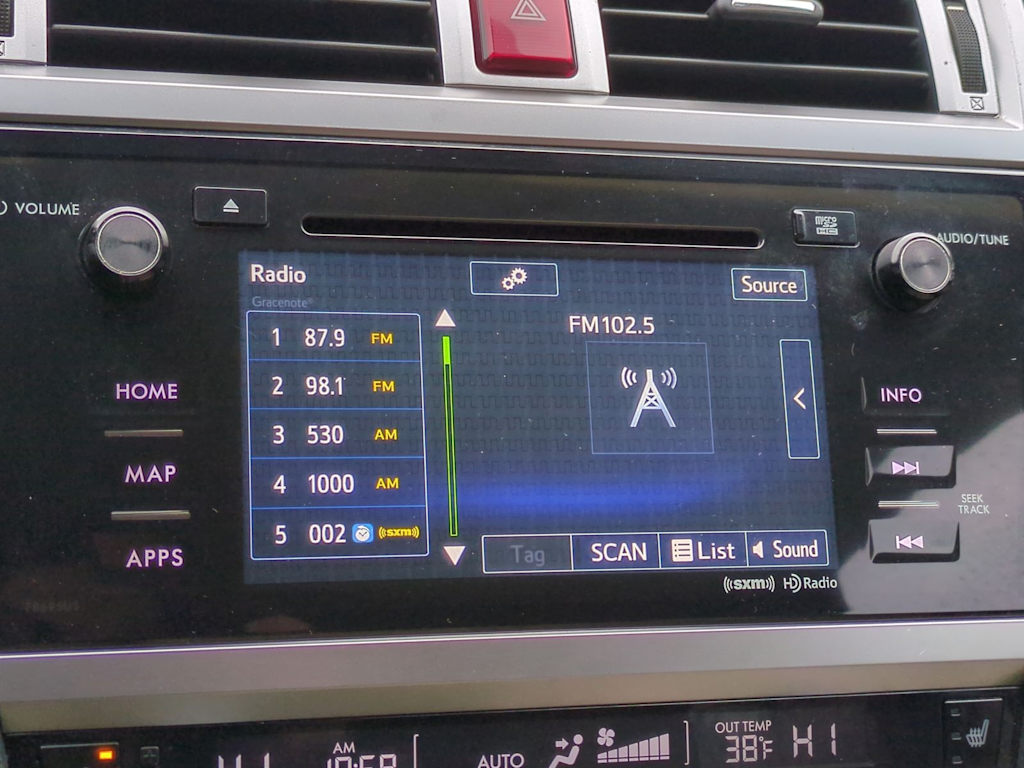 VOLUME
micro
HC
AUDIO/TUNE
Radio
Source
Gracenote®
FM102.5
1 87.9 FM
2 98.1 FM
3 530 AM
4 1000 AM
5 002 ((sxm))
HOME
MAP
APPS
INFO
SEEK
TRACK
Tag SCAN List Sound
((sxm)) HD Radio
AM
AUTO
OUT TEMP
38°F HI